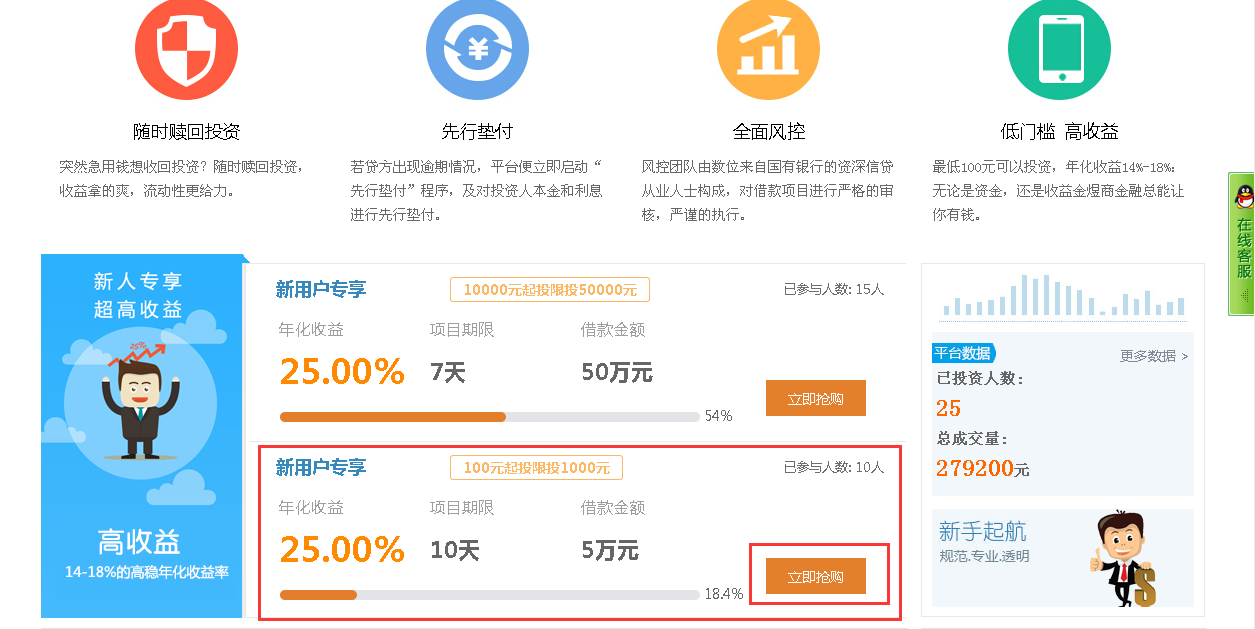 随时赎回投资
突然急用钱想收回投资？随时赎回投资，
收益拿的爽，流动性更给力。
先行垫付
若贷方出现逾期情况，平台便立即启动“
先行垫付”程序，及对投资人本金和利息
进行先行垫付。
全面风控
风控团队由数位来自国有银行的资深信贷
从业人士构成，对借款项目进行严格的审
核，严谨的执行。
低门槛 高收益
最低100元可以投资，年化收益14%-18%：
无论是资金，还是收益金煜商金融总能让
你有钱。
在线客服
新人专享
超高收益
25%
高收益
14-18%的高稳年化收益率
新用户专享
10000元起投限投50000元
已参与人数: 15人
年化收益
项目期限
借款金额
25.00%
7天
50万元
立即抢购
54%
新用户专享
100元起投限投1000元
已参与人数: 10人
年化收益
项目期限
借款金额
25.00%
10天
5万元
立即抢购
18.4%
平台数据
更多数据 >
已投资人数：
25
总成交量：
279200元
新手起航
规范.专业.透明